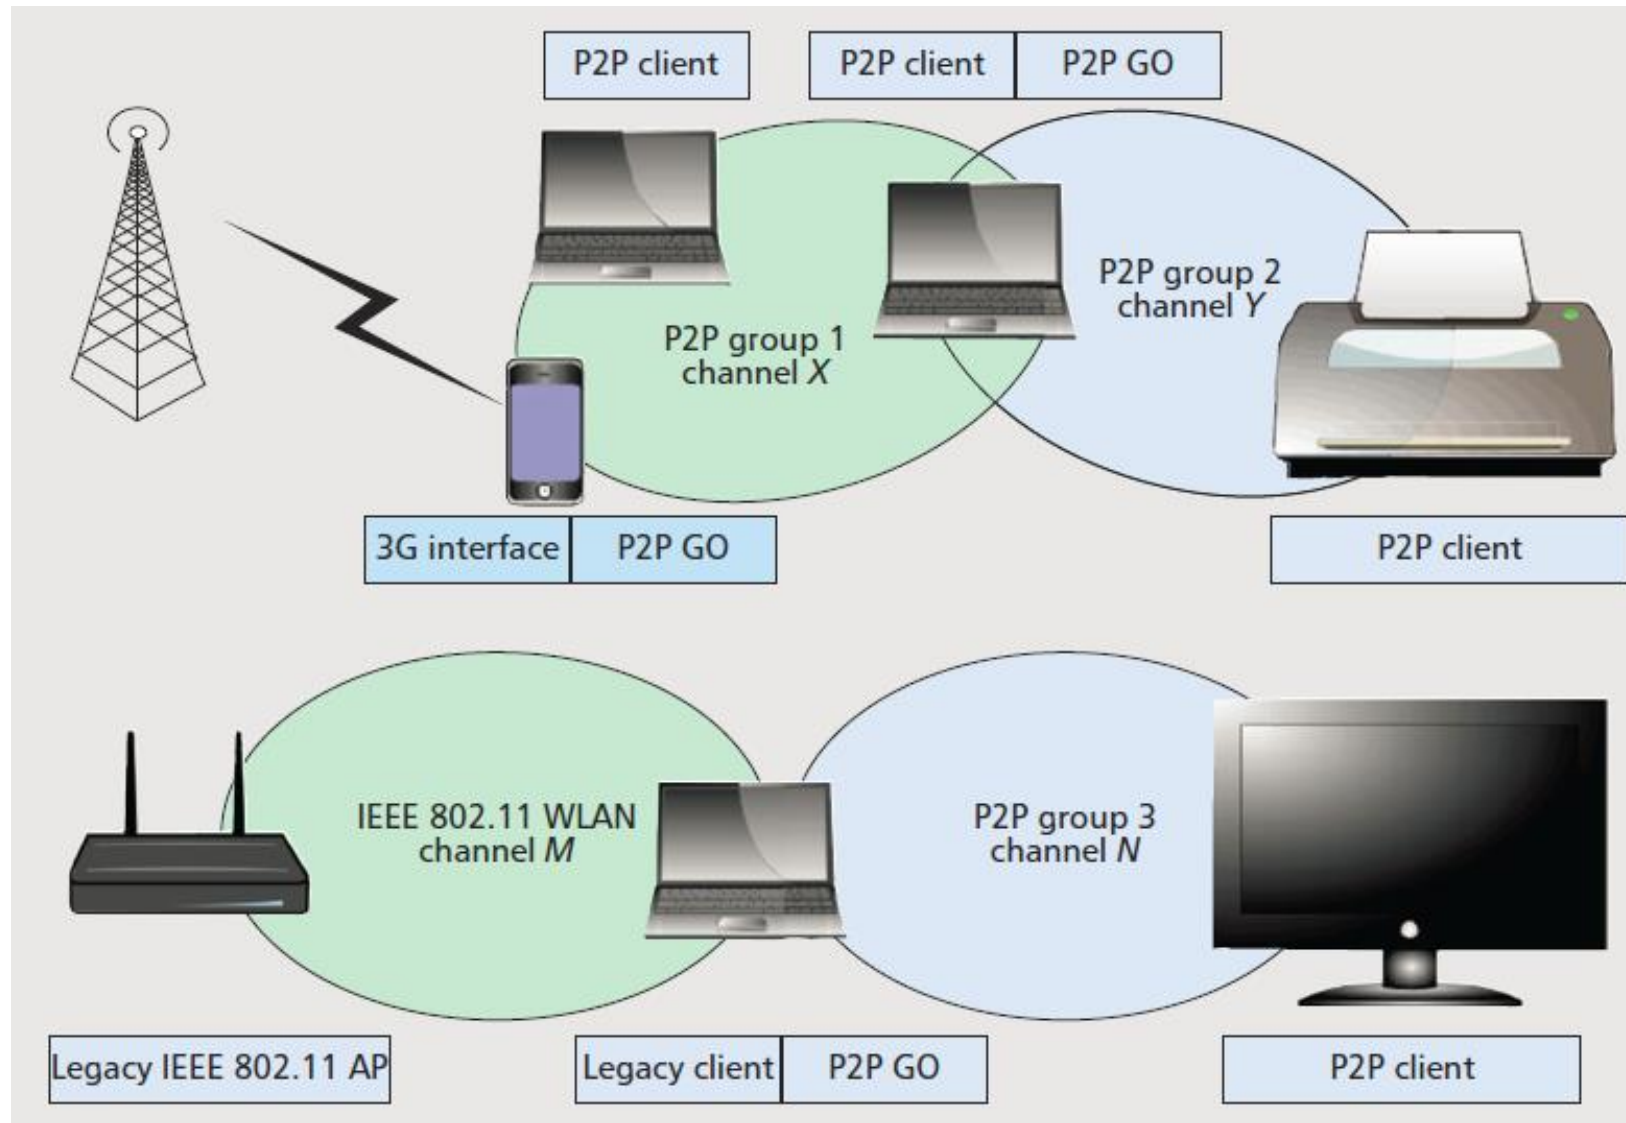 P2P client
P2P client
P2P GO
P2P group 2
channel Y
P2P group 1
channel X
3G interface
P2P GO
P2P client
IEEE 802.11 WLAN
channel M
P2P group 3
channel N
Legacy IEEE 802.11 AP
Legacy client
P2P GO
P2P client